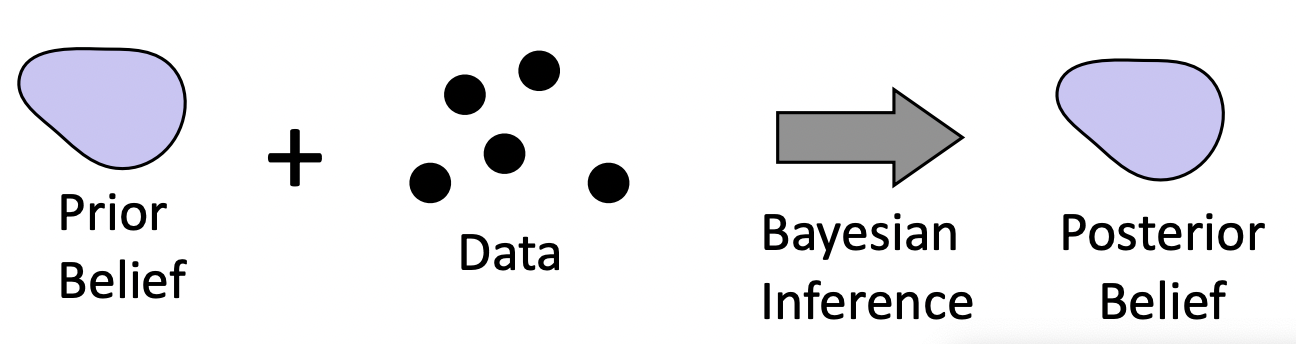 Prior
Belief
+
Data
Bayesian
Inference
Posterior
Belief